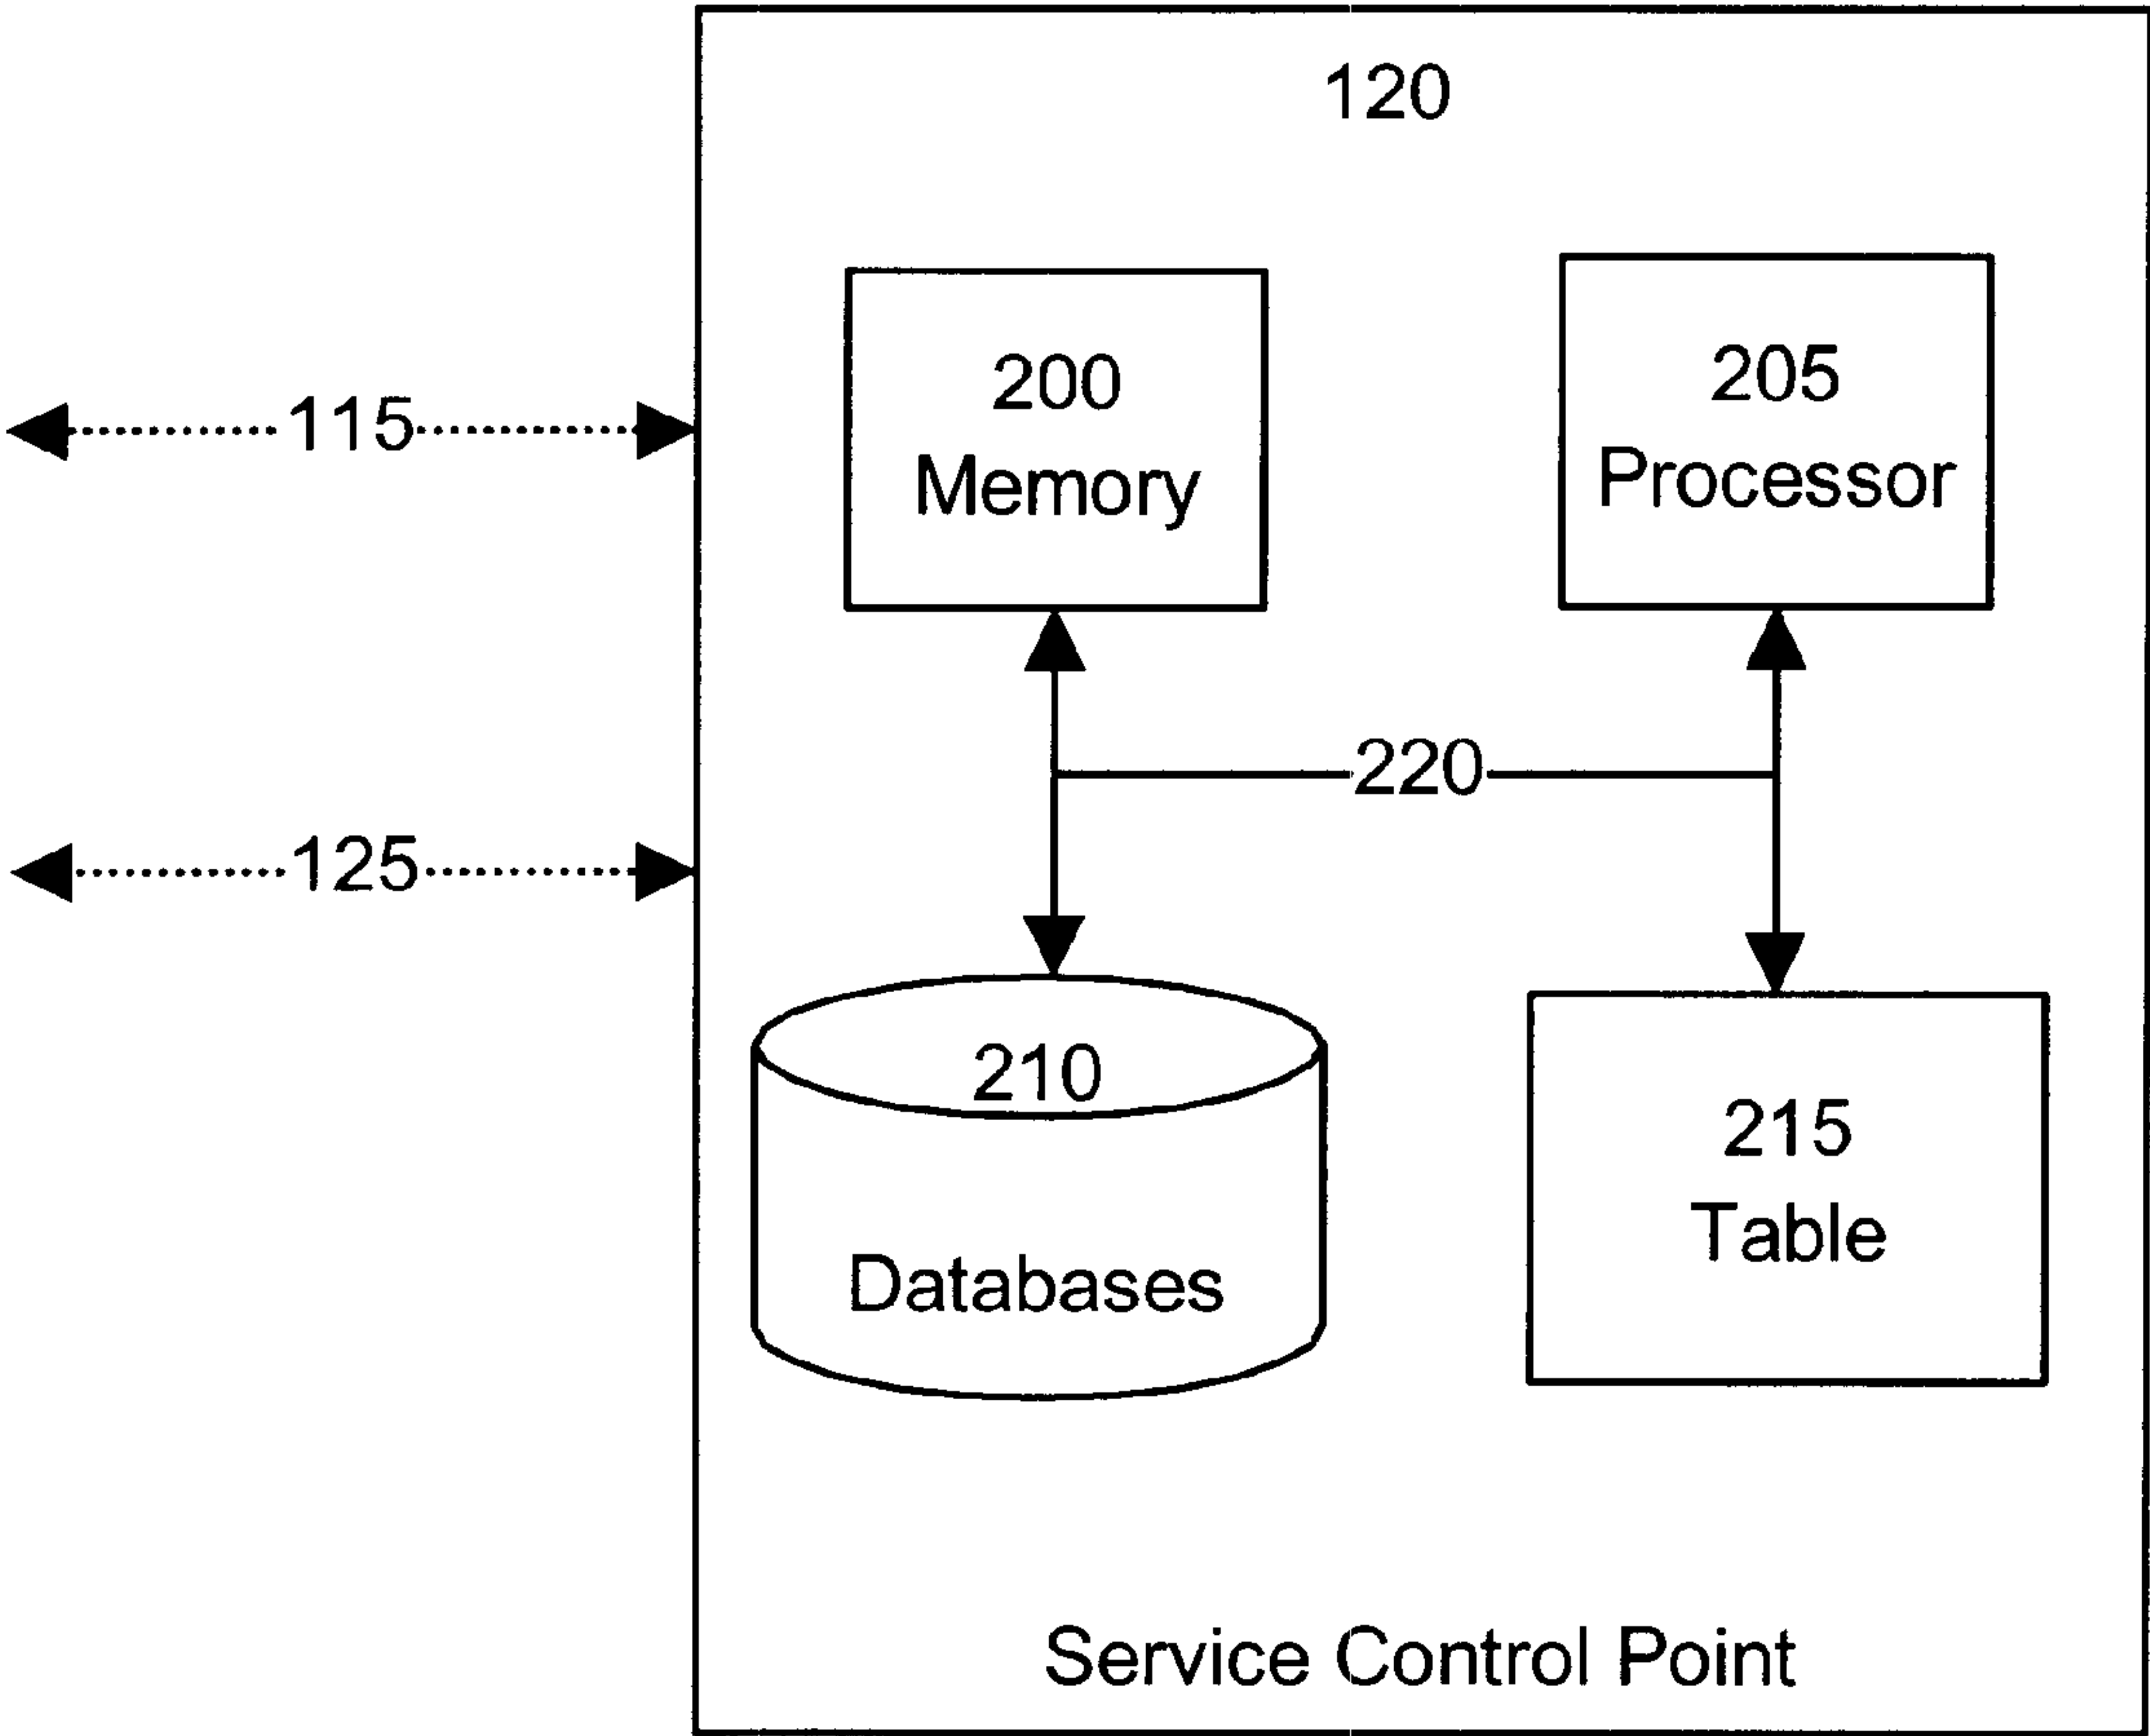 120
200
Memory
205
Processor
115
220
125
210
Databases
215
Table
Service Control Point